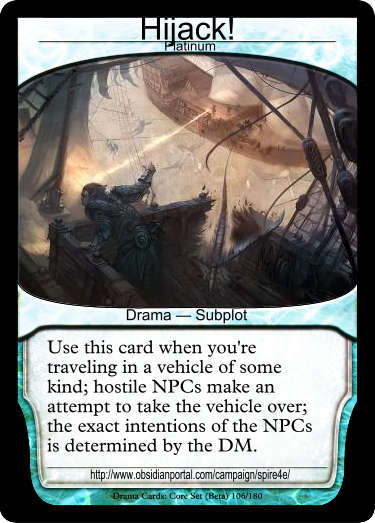 Hijack!
Platinum
Drama — Subplot
Use this card when you're
traveling in a vehicle of some
kind; hostile NPCs make an
attempt to take the vehicle over;
the exact intentions of the NPCs
is determined by the DM.
http://www.obsidianportal.com/campaign/spire4e/
Drama Cards: Core Set (Beta) 106/180